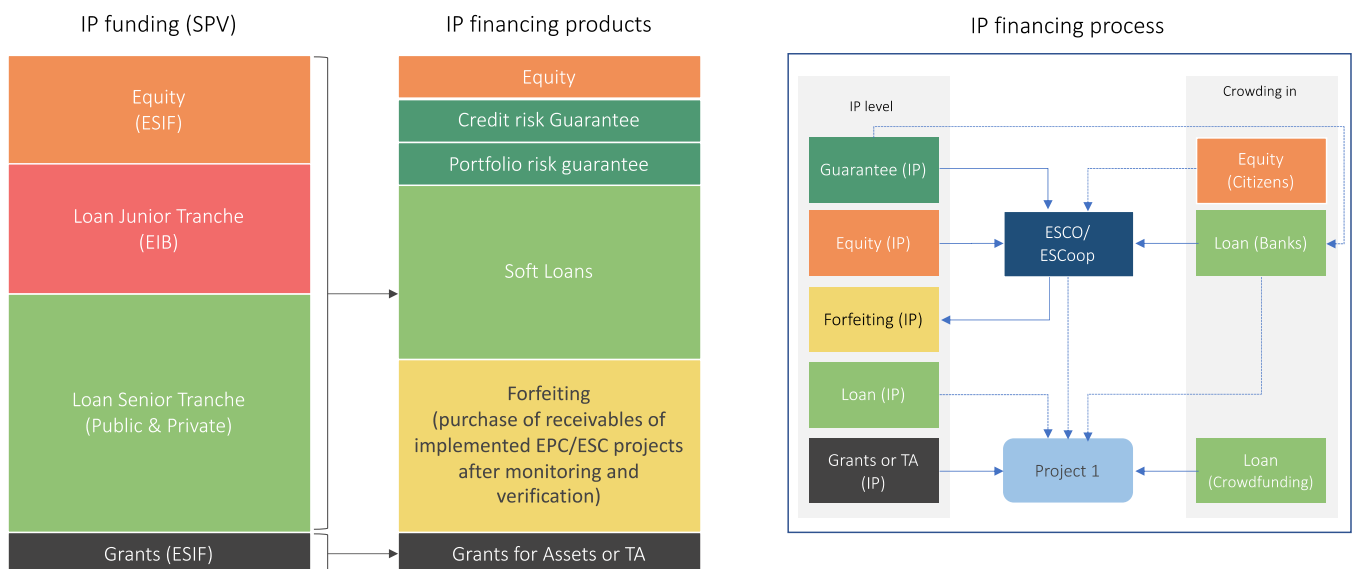 IP funding (SPV)
Equity
(ESIF)
Loan Junior Tranche
(EIB)
Loan Senior Tranche
(Public & Private)
Grants (ESIF)
IP financing products
Equity
Credit risk Guarantee
Portfolio risk guarantee
Soft Loans
Forfeiting
(purchase of receivables of
implemented EPC/ESC projects
after monitoring and
verification)
Grants for Assets or TA
IP financing process
IP level
Guarantee (IP)
Equity (IP)
Forfeiting (IP)
Loan (IP)
Grants or TA
(IP)
ESCO/
ESCoop
Project 1
Crowding in
Equity
(Citizens)
Loan (Banks)
Loan
(Crowdfunding)